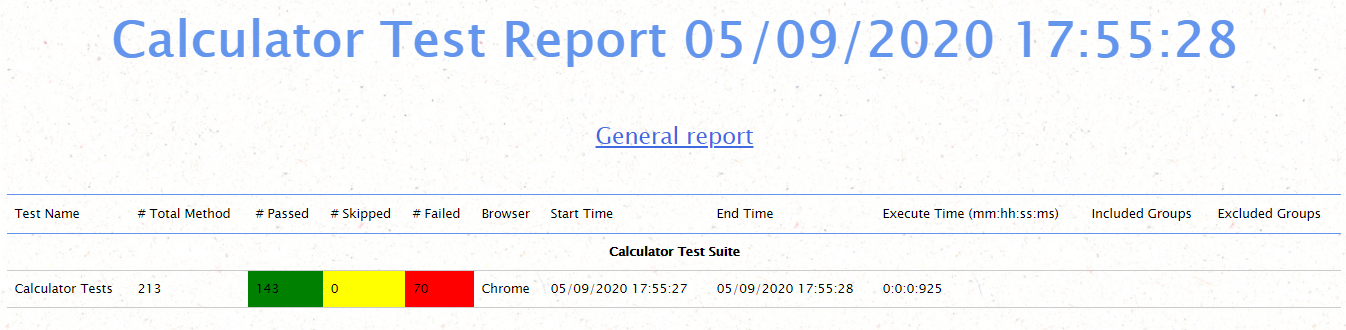 Calculator Test Report 05/09/2020 17:55:28
General report
Test Name # Total Method # Passed # Skipped # Failed Browser Start Time End Time Execute Time (mm:hh:ss:ms) Included Groups Excluded Groups
Calculator Test Suite
Calculator Tests 213 143 0 70 Chrome 05/09/2020 17:55:27 05/09/2020 17:55:28 0:0:0:925